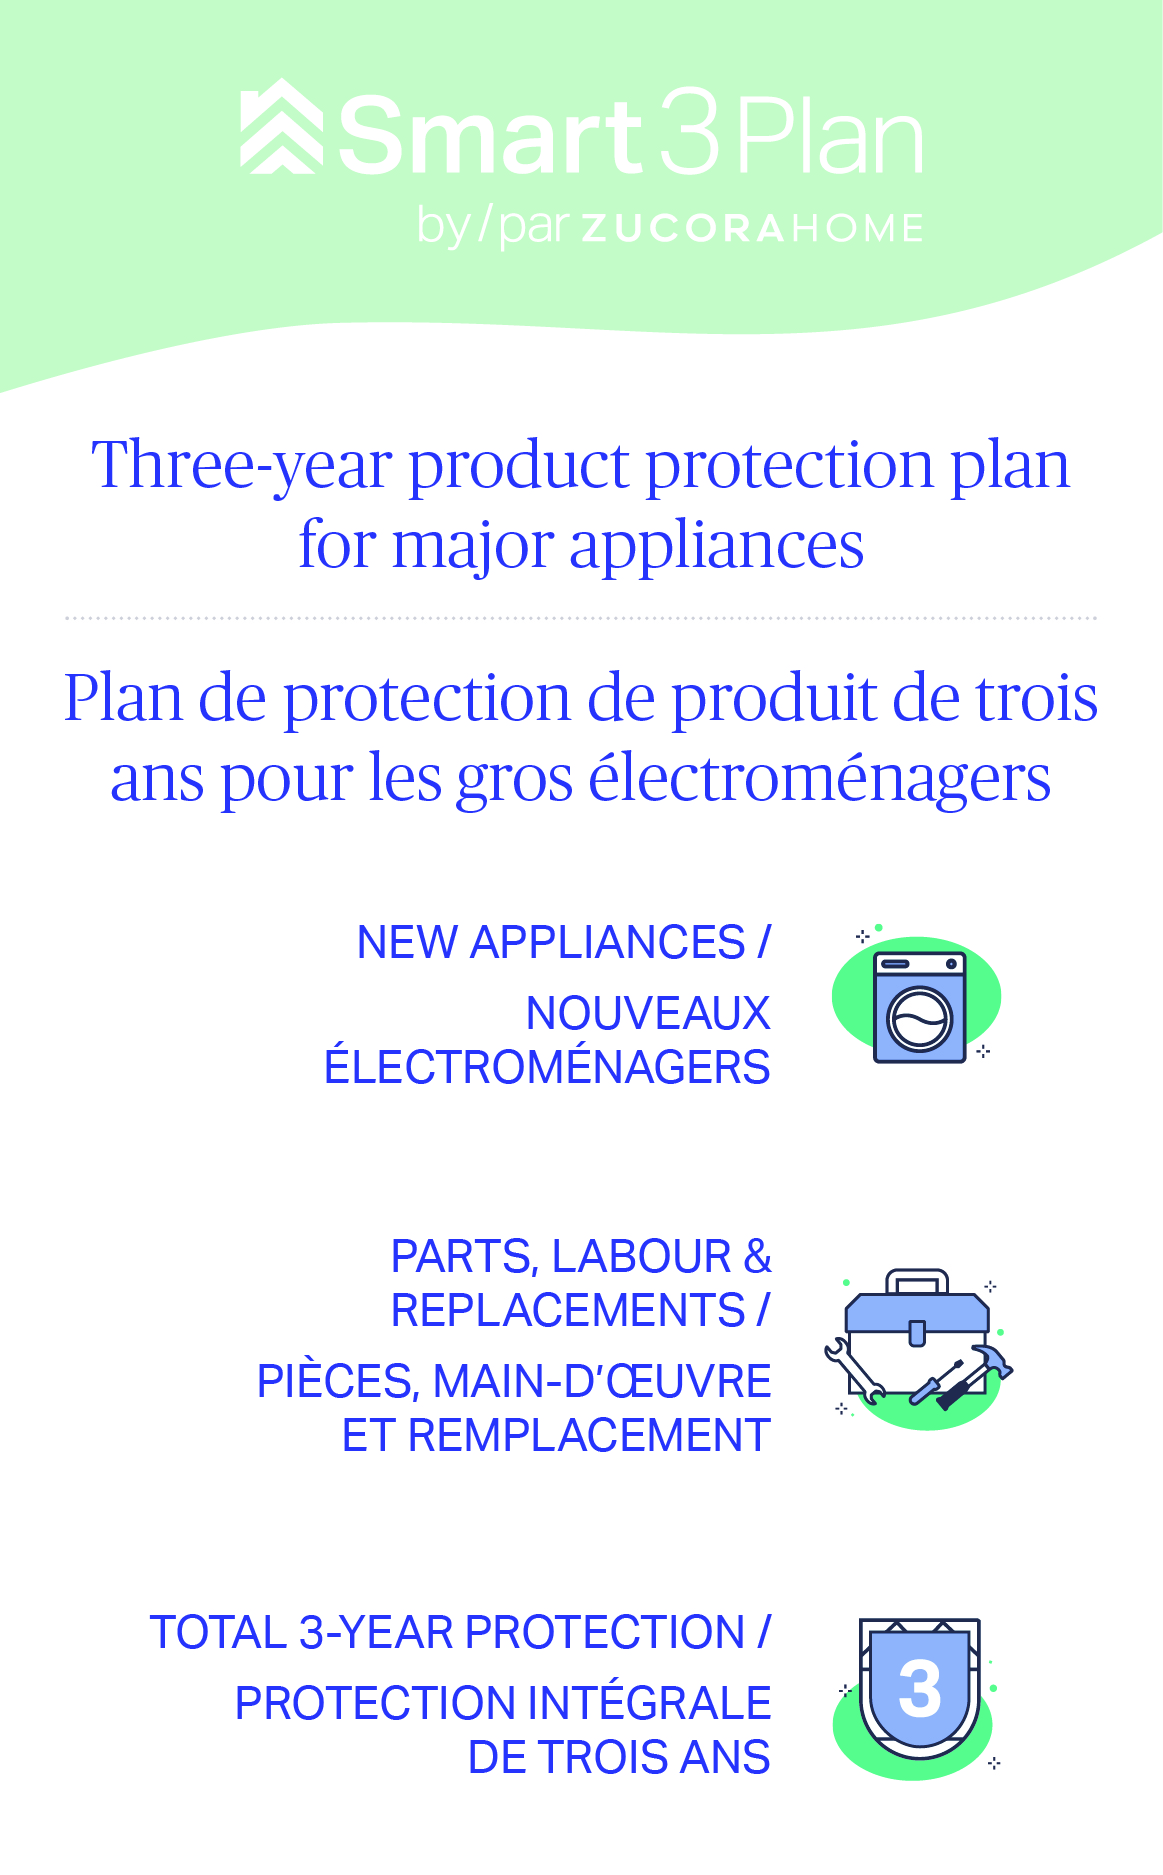 Smart 3 Plan
by/par ZUCORAHOME
Three-year product protection plan
for major appliances
Plan de protection de produit de trois
ans pour les gros électroménagers
NEW APPLIANCES /
NOUVEAUX
ÉLECTROMÉNAGERS
PARTS, LABOUR &
REPLACEMENTS /
PIÈCES, MAIN-D’ŒUVRE
ET REMPLACEMENT
TOTAL 3-YEAR PROTECTION /
PROTECTION INTÉGRALE
DE TROIS ANS
3